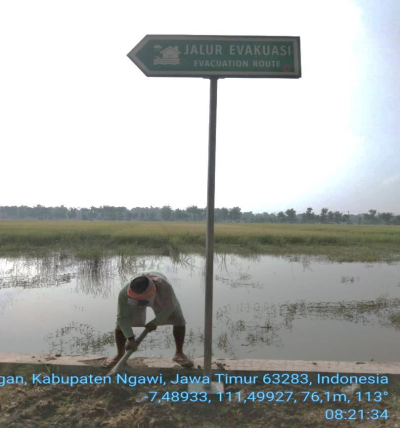 JALUR EVAKUASI
EVACUATION ROUTE
gan, Kabupaten Ngawi, Jawa Timur 63283, Indonesia
-7,48933, 111,49927, 76,1m, 113°
08:21:34